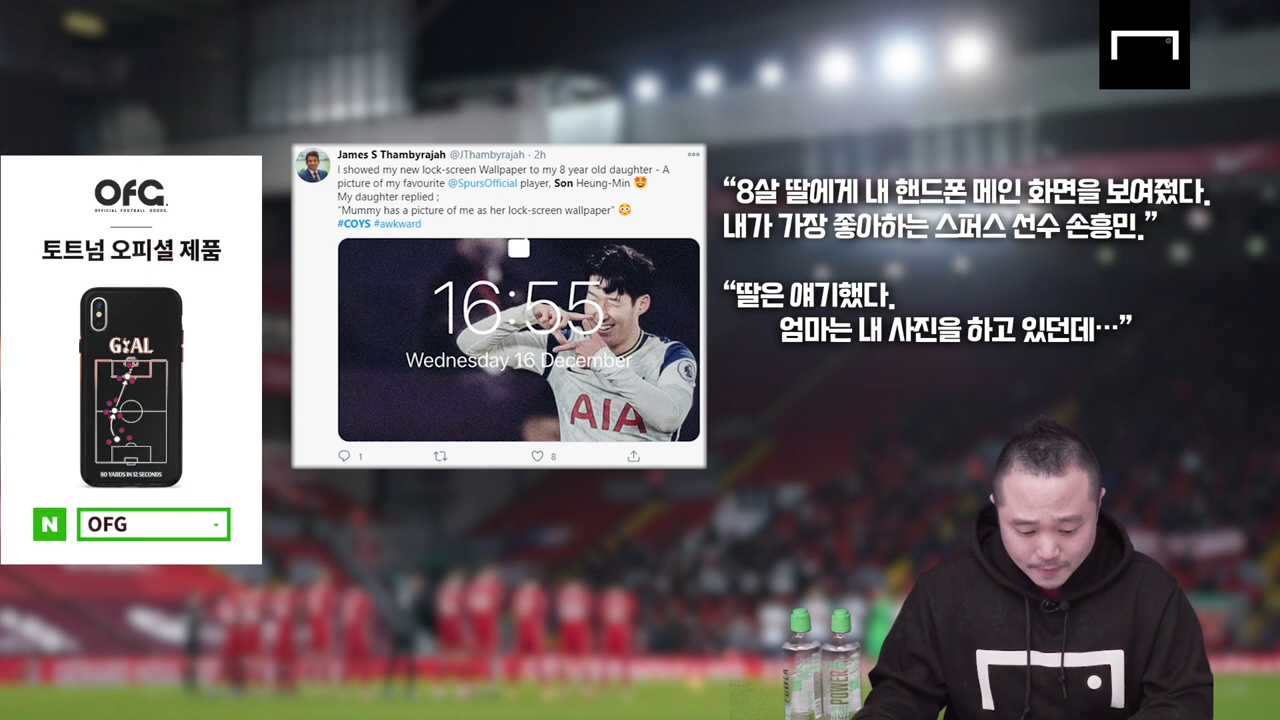 OFG.
OFFICIAL FOOTBALL GOODS.
토트넘 오피셜 제품
GOAL
80 YARDS IN 12 SECONDS
N OFG
James S Thambyrajah @JThambyrajah · 2h
I showed my new lock-screen Wallpaper to my 8 year old daughter - A
picture of my favourite @SpursOfficial player, Son Heung-Min 😍
My daughter replied ;
“Mummy has a picture of me as her lock-screen wallpaper” 😳
#COYS #awkward
16:55
Wednesday 16 December
AIA
1
8
“8살 딸에게 내 핸드폰 메인 화면을 보여줬다.
내가 가장 좋아하는 스퍼스 선수 손흥민.”
“딸은 얘기했다.
엄마는 내 사진을 하고 있던데…”